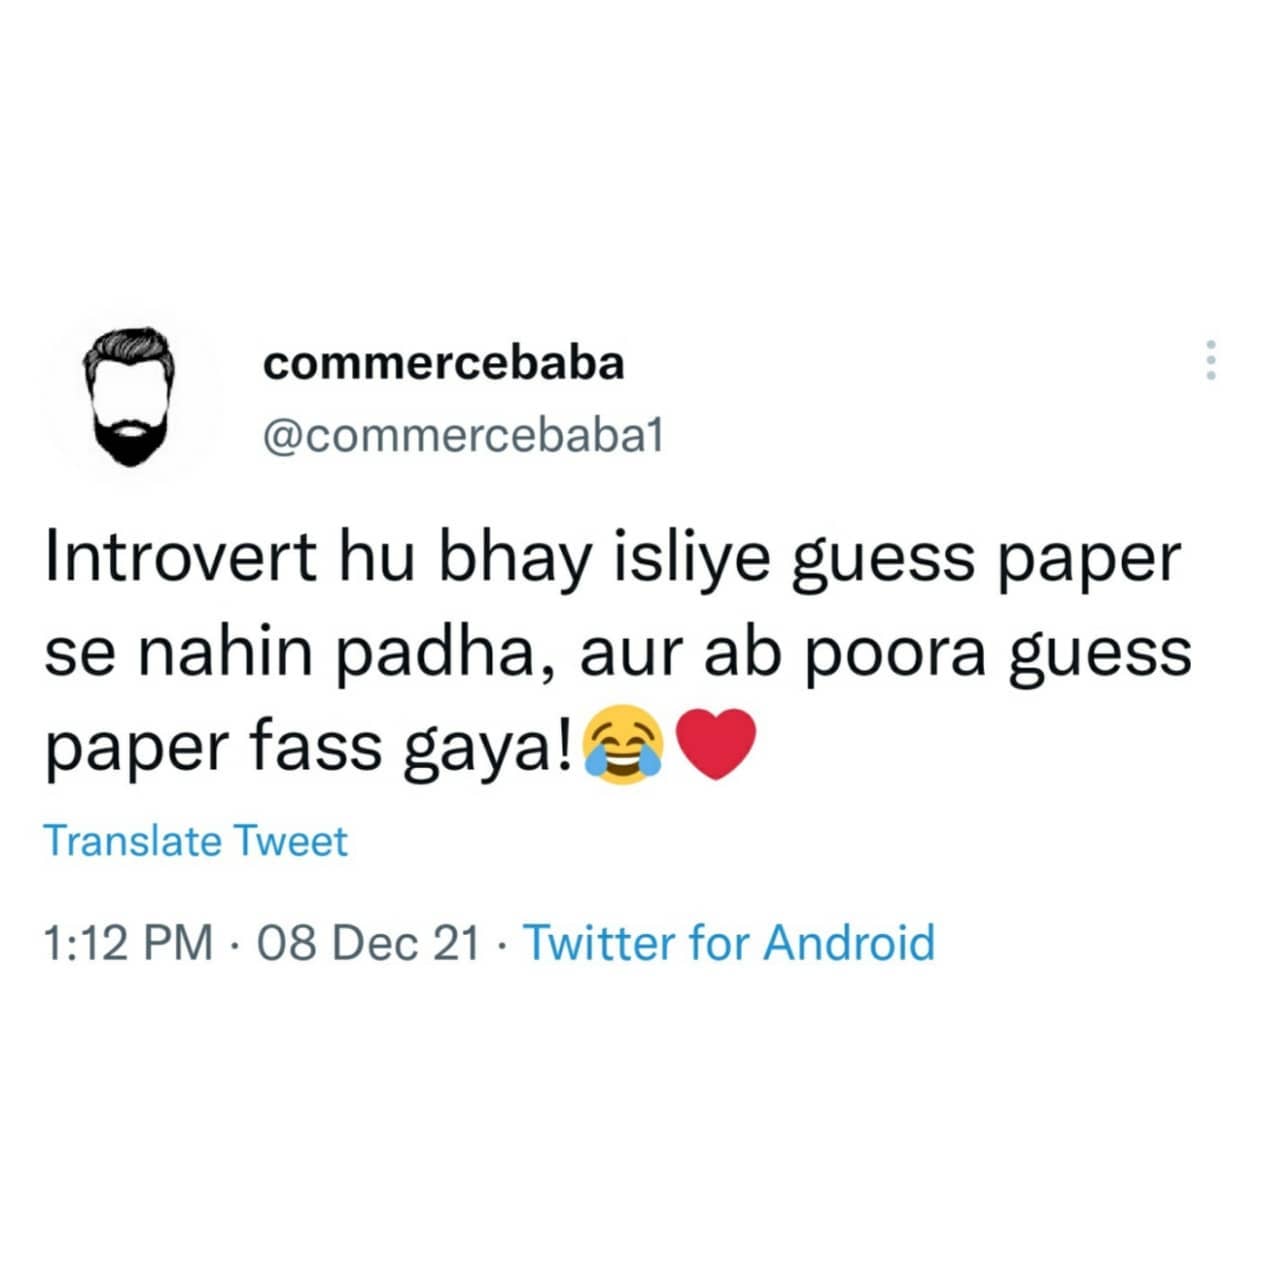 commercebaba
@commercebaba1
Introvert hu bhay isliye guess paper
se nahin padha, aur ab poora guess
paper fass gaya!😂❤️
Translate Tweet
1:12 PM · 08 Dec 21 · Twitter for Android